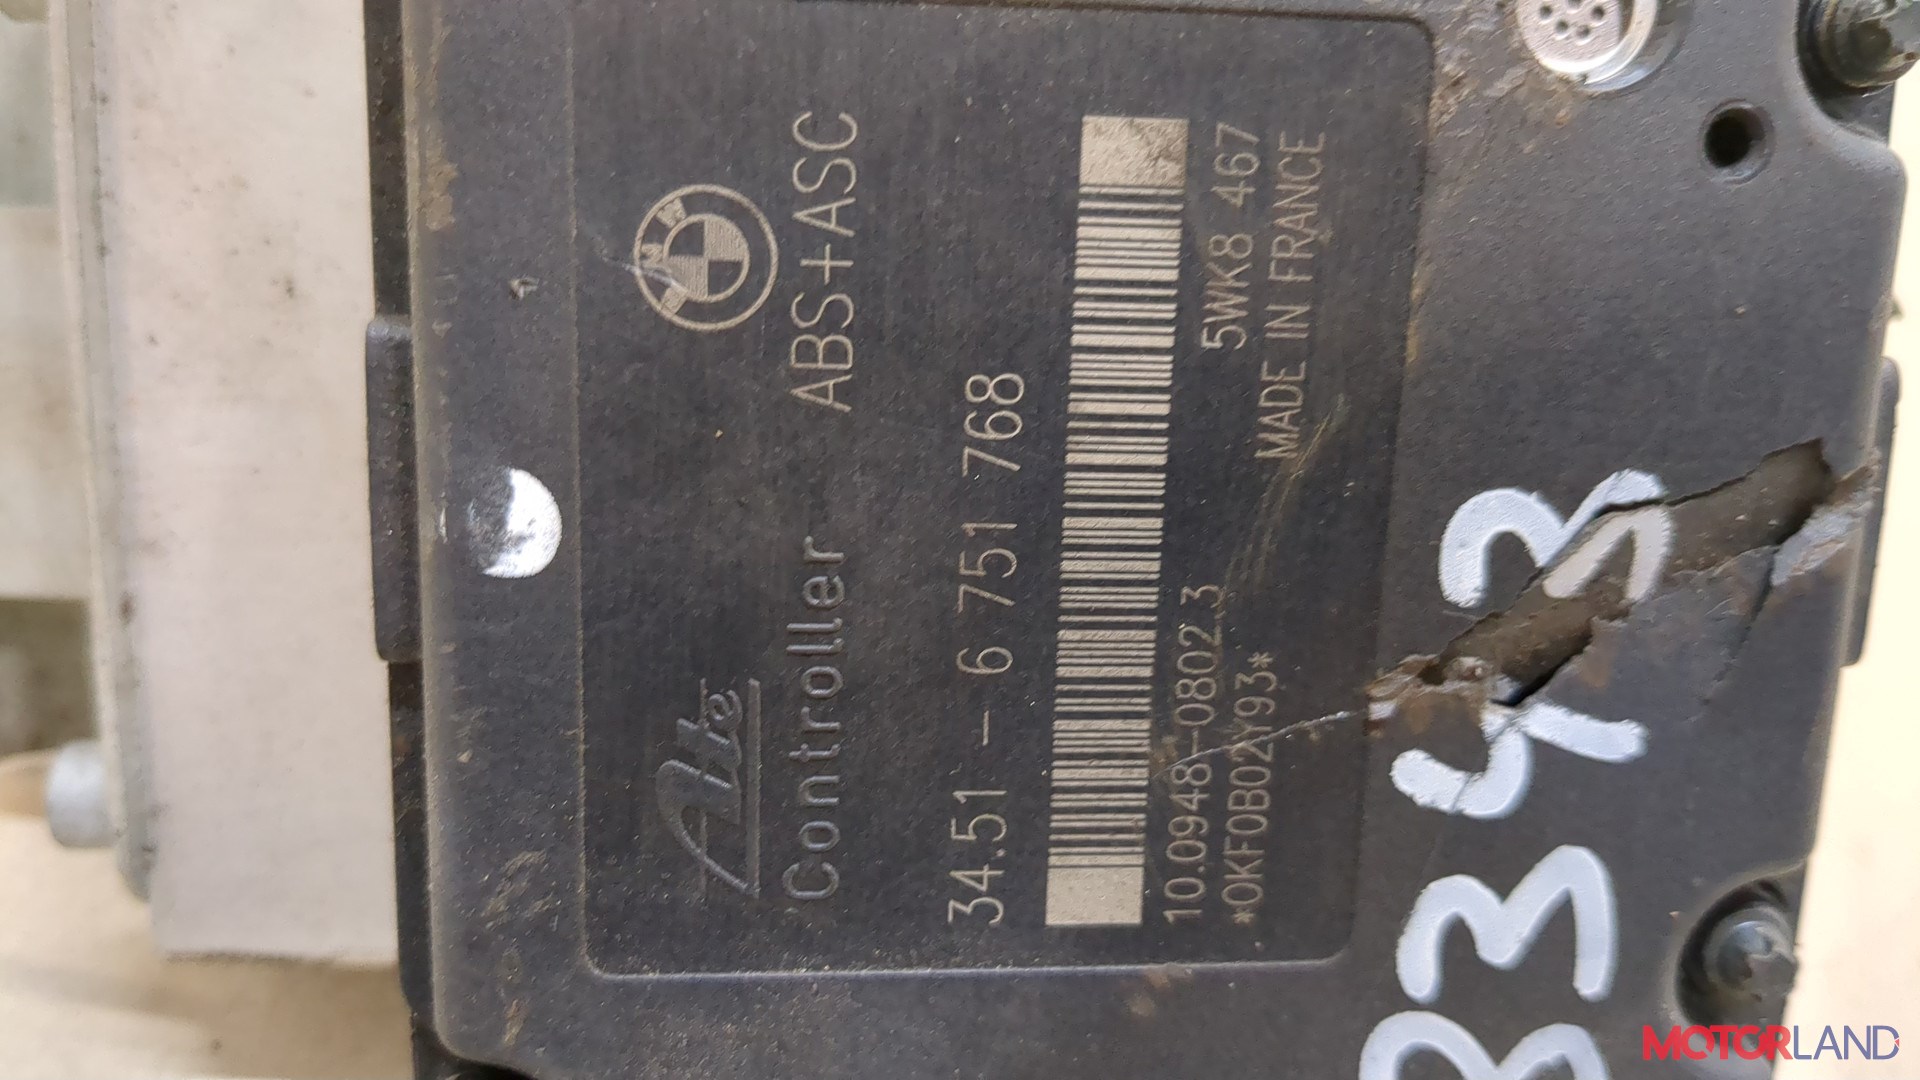 Ate
BMW
Controller ABS+ASC
34.51 - 6 751 768
10.0948-0802.3 5WK8 467
*0KF0B02Y93* MADE IN FRANCE
3343
MOTORLAND